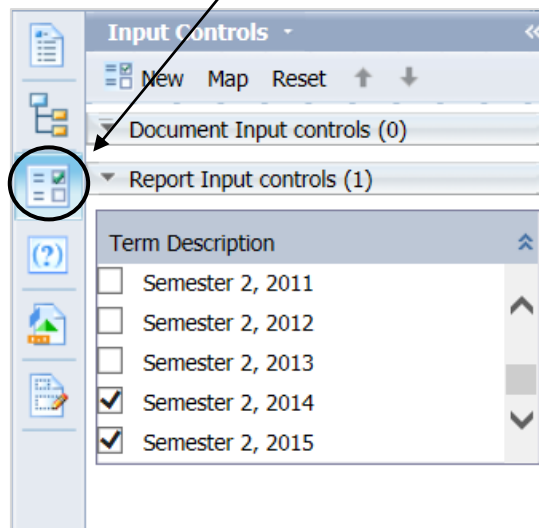 Input Controls
New Map Reset
Document Input controls (0)
Report Input controls (1)
(?)
Term Description
Semester 2, 2011
Semester 2, 2012
Semester 2, 2013
Semester 2, 2014
Semester 2, 2015